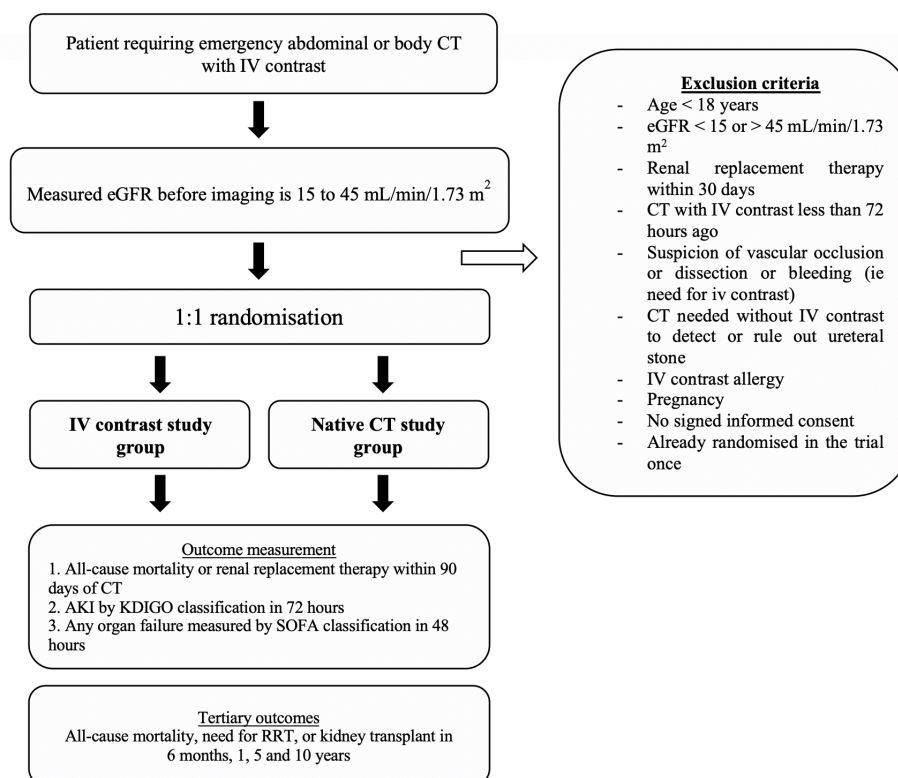 Patient requiring emergency abdominal or body CT
with IV contrast
Measured eGFR before imaging is 15 to 45 mL/min/1.73 m²
1:1 randomisation
IV contrast study
group
Native CT study
group
Outcome measurement
1. All-cause mortality or renal replacement therapy within 90
days of CT
2. AKI by KDIGO classification in 72 hours
3. Any organ failure measured by SOFA classification in 48
hours
Tertiary outcomes
All-cause mortality, need for RRT, or kidney transplant in
6 months, 1, 5 and 10 years
Exclusion criteria
- Age < 18 years
- eGFR < 15 or > 45 mL/min/1.73
m²
- Renal replacement therapy
within 30 days
- CT with IV contrast less than 72
hours ago
- Suspicion of vascular occlusion
or dissection or bleeding (ie
need for iv contrast)
- CT needed without IV contrast
to detect or rule out ureteral
stone
- IV contrast allergy
- Pregnancy
- No signed informed consent
- Already randomised in the trial
once